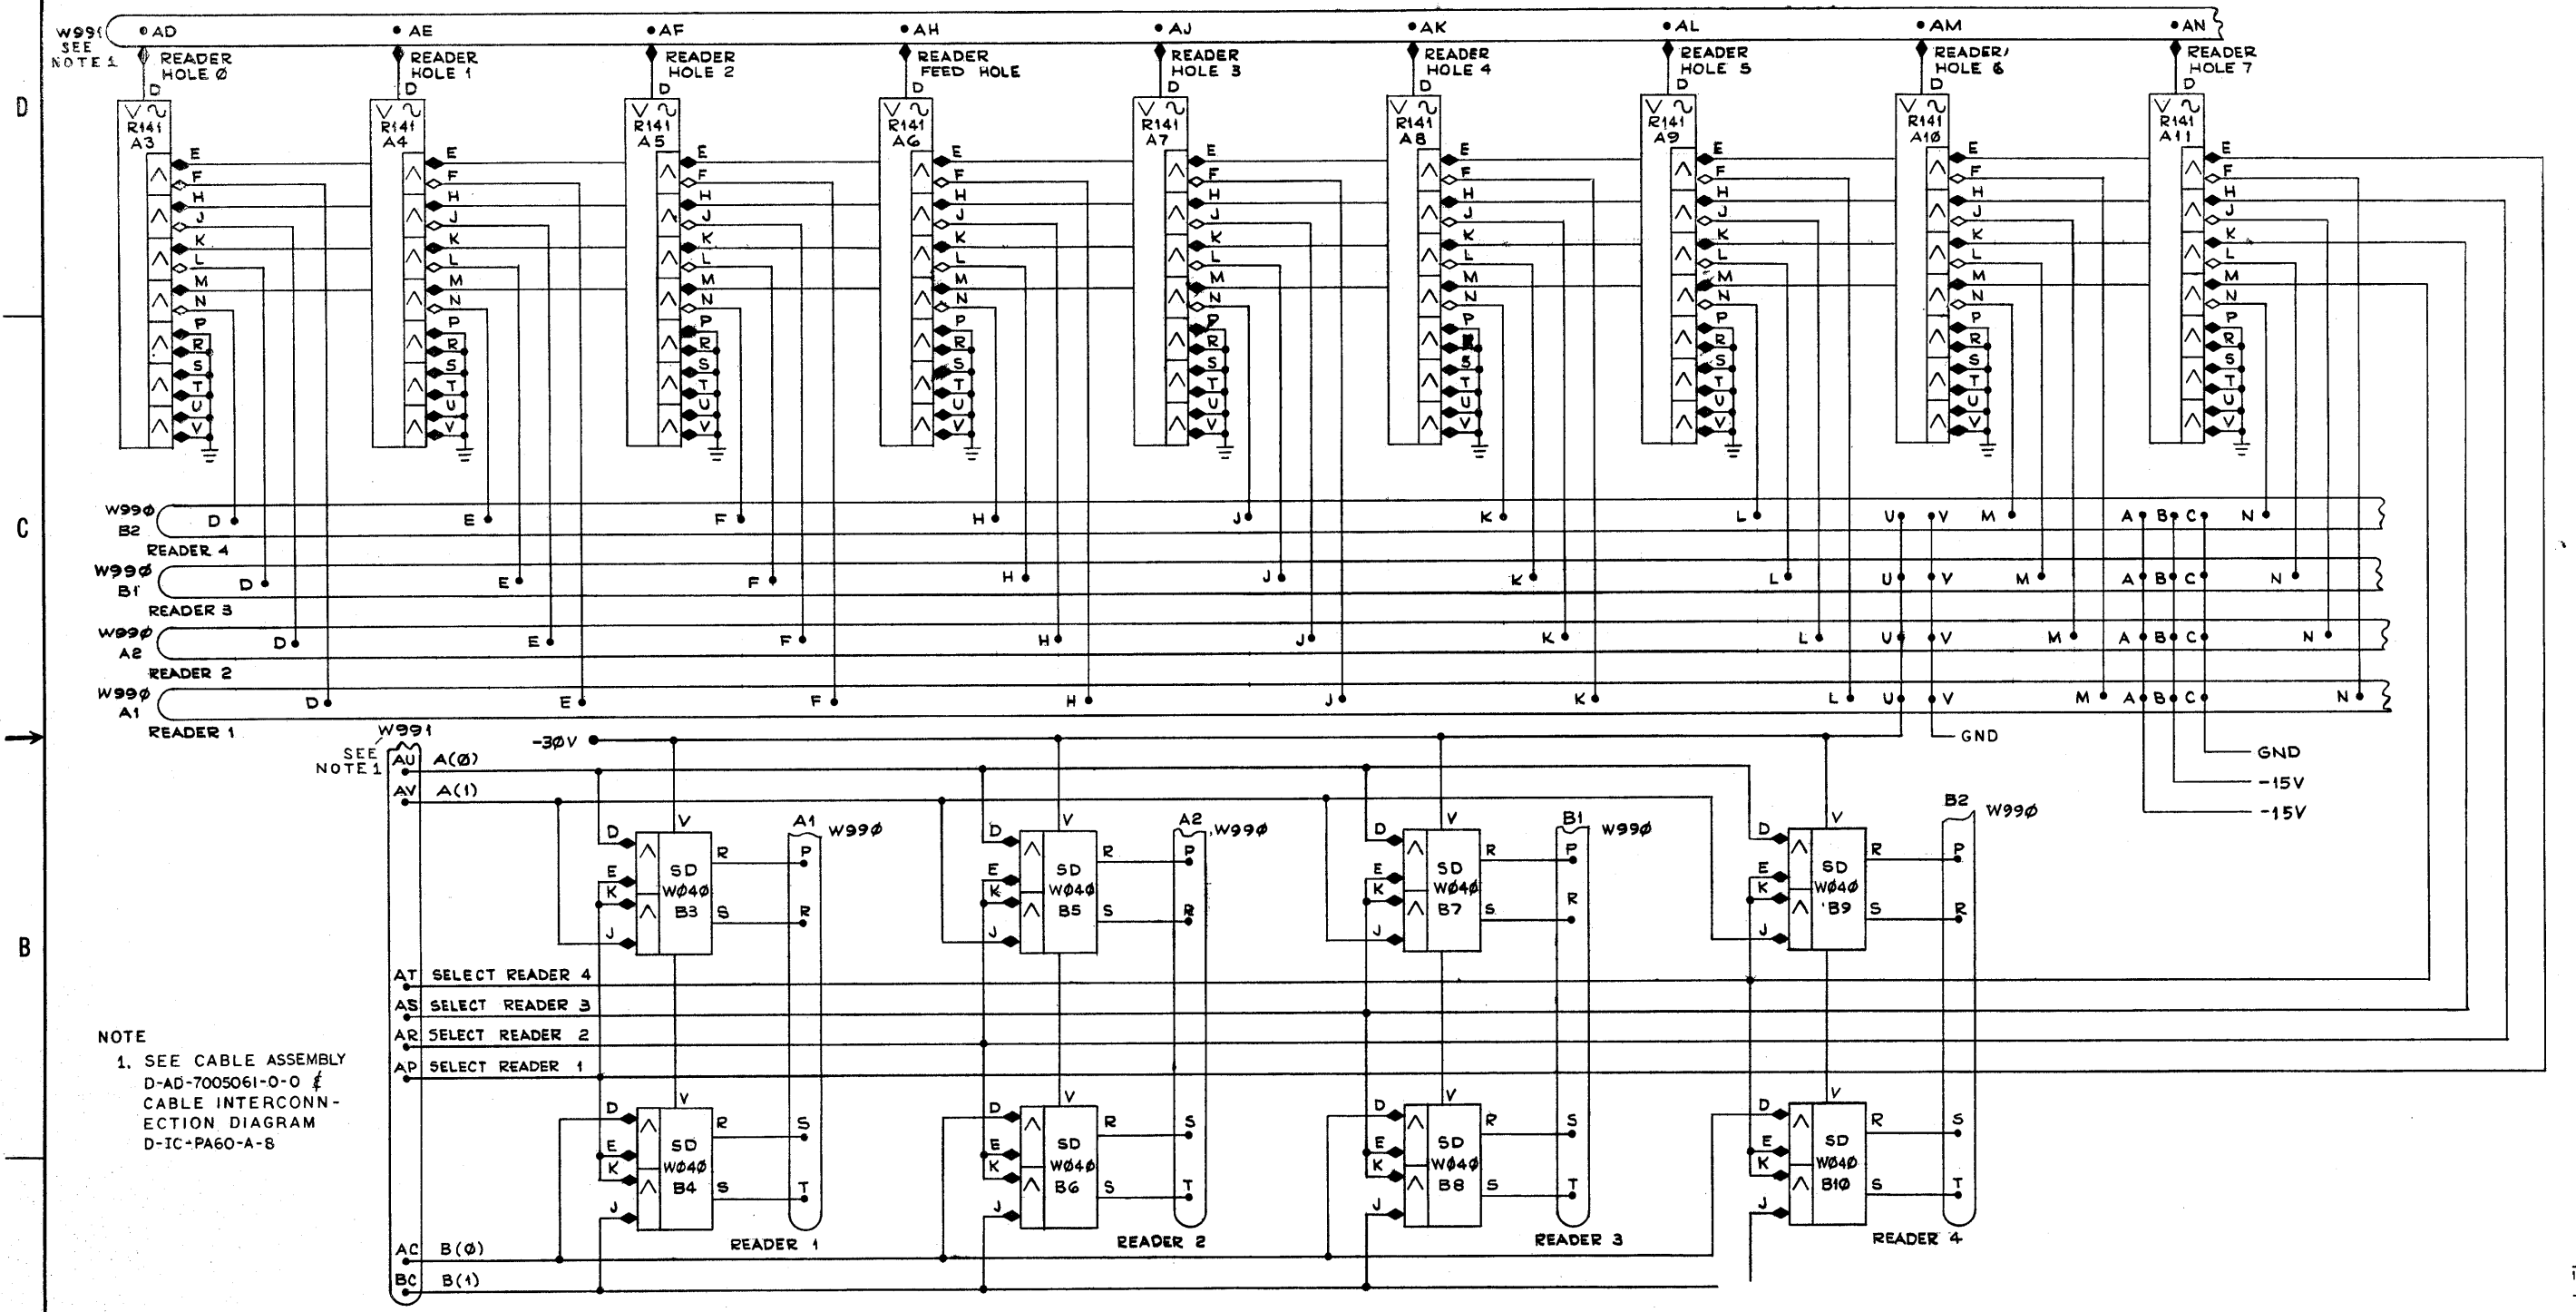 W991 SEE NOTE 1
AD AE AF AH AJ AK AL AM AN
READER HOLE Ø
READER HOLE 1
READER HOLE 2
READER FEED HOLE
READER HOLE 3
READER HOLE 4
READER HOLE 5
READER HOLE 6
READER HOLE 7
D D D D D D D D D
R141 A3
R141 A4
R141 A5
R141 A6
R141 A7
R141 A8
R141 A9
R141 A1Ø
R141 A11
E E E E E E E E E
F F F F F F F F F
H H H H H H H H H
J J J J J J J J J
K K K K K K K K K
L L L L L L L L L
M M M M M M M M M
N N N N N N N N N
P P P P P P P P P
R R R R R R R R
S S S S S S S S S
T T T T T T T T T
U U U U U U U U U
V V V V V V V V V
D
C
B
W99Ø B2 D E F H J K L U V M A B C N
READER 4
W99Ø B1 D E F H J K L U V M A B C N
READER 3
W99Ø A2 D E F H J K L U V M A B C N
READER 2
W99Ø A1 D E F H J K L U V M A B C N
READER 1
W991
SEE NOTE 1
-3ØV
GND
GND
-15V
-15V
AU A(Ø)
AV A(1)
A1 W99Ø
A2 W99Ø
B1 W99Ø
B2 W99Ø
V D E K J SD WØ4Ø B3 R S P R
V D E K J SD WØ4Ø B5 R S P R
V D E K J SD WØ4Ø B7 R S P R
V D E K J SD WØ4Ø B9 R S P R
AT SELECT READER 4
AS SELECT READER 3
AR SELECT READER 2
AP SELECT READER 1
NOTE
1. SEE CABLE ASSEMBLY
D-AD-7005061-0-0 &
CABLE INTERCONN-
ECTION DIAGRAM
D-IC-PA60-A-8
V D E K J SD WØ4Ø B4 R S S T
V D E K J SD WØ4Ø B6 R S S T
V D E K J SD WØ4Ø B8 R S S T
V D E K J SD WØ4Ø B1Ø R S S T
READER 1
READER 2
READER 3
READER 4
AC B(Ø)
BC B(1)